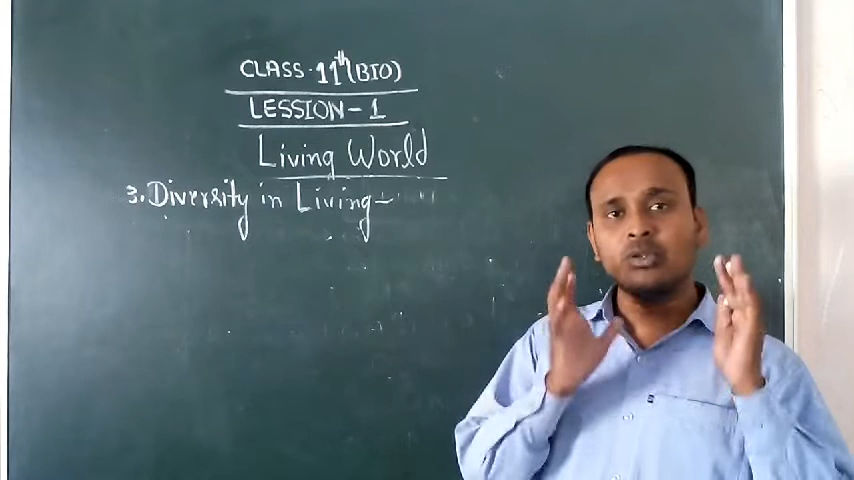 CLASS-11th(BIO)
LESSION-1
Living World
3. Diversity in Living-